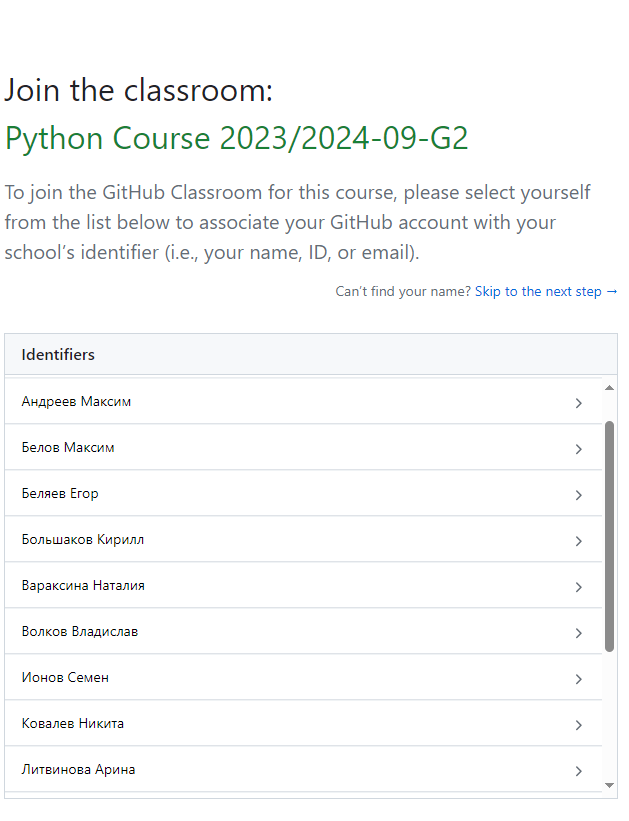 Join the classroom:
Python Course 2023/2024-09-G2
To join the GitHub Classroom for this course, please select yourself
from the list below to associate your GitHub account with your
school’s identifier (i.e., your name, ID, or email).
Can’t find your name? Skip to the next step →
Identifiers
Андреев Максим
Белов Максим
Беляев Егор
Большаков Кирилл
Вараксина Наталия
Волков Владислав
Ионов Семен
Ковалев Никита
Литвинова Арина